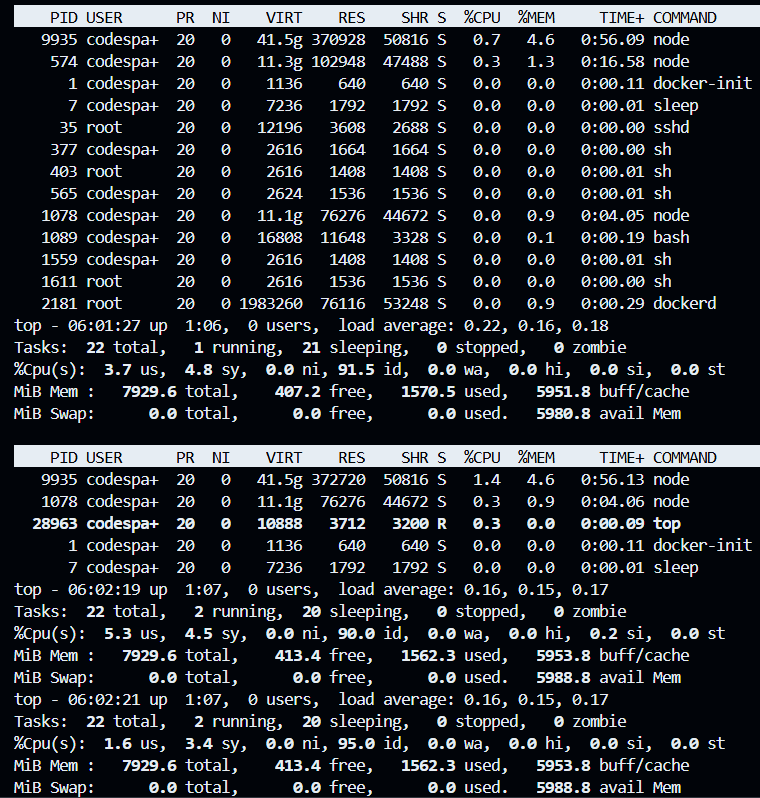 PID USER PR NI VIRT RES SHR S %CPU %MEM TIME+ COMMAND
9935 codespa+ 20 0 41.5g 370928 50816 S 0.7 4.6 0:56.09 node
574 codespa+ 20 0 11.3g 102948 47488 S 0.3 1.3 0:16.58 node
1 codespa+ 20 0 1136 640 640 S 0.0 0.0 0:00.11 docker-init
7 codespa+ 20 0 7236 1792 1792 S 0.0 0.0 0:00.01 sleep
35 root 20 0 12196 3608 2688 S 0.0 0.0 0:00.00 sshd
377 codespa+ 20 0 2616 1664 1664 S 0.0 0.0 0:00.00 sh
403 root 20 0 2616 1408 1408 S 0.0 0.0 0:00.01 sh
565 codespa+ 20 0 2624 1536 1536 S 0.0 0.0 0:00.01 sh
1078 codespa+ 20 0 11.1g 76276 44672 S 0.0 0.9 0:04.05 node
1089 codespa+ 20 0 16808 11648 3328 S 0.0 0.1 0:00.19 bash
1559 codespa+ 20 0 2616 1408 1408 S 0.0 0.0 0:00.01 sh
1611 root 20 0 2616 1536 1536 S 0.0 0.0 0:00.00 sh
2181 root 20 0 1983260 76116 53248 S 0.0 0.9 0:00.29 dockerd
top - 06:01:27 up 1:06, 0 users, load average: 0.22, 0.16, 0.18
Tasks: 22 total, 1 running, 21 sleeping, 0 stopped, 0 zombie
%Cpu(s): 3.7 us, 4.8 sy, 0.0 ni, 91.5 id, 0.0 wa, 0.0 hi, 0.0 si, 0.0 st
MiB Mem : 7929.6 total, 407.2 free, 1570.5 used, 5951.8 buff/cache
MiB Swap: 0.0 total, 0.0 free, 0.0 used. 5980.8 avail Mem
PID USER PR NI VIRT RES SHR S %CPU %MEM TIME+ COMMAND
9935 codespa+ 20 0 41.5g 372720 50816 S 1.4 4.6 0:56.13 node
1078 codespa+ 20 0 11.1g 76276 44672 S 0.3 0.9 0:04.06 node
28963 codespa+ 20 0 10888 3712 3200 R 0.3 0.0 0:00.09 top
1 codespa+ 20 0 1136 640 640 S 0.0 0.0 0:00.11 docker-init
7 codespa+ 20 0 7236 1792 1792 S 0.0 0.0 0:00.01 sleep
top - 06:02:19 up 1:07, 0 users, load average: 0.16, 0.15, 0.17
Tasks: 22 total, 2 running, 20 sleeping, 0 stopped, 0 zombie
%Cpu(s): 5.3 us, 4.5 sy, 0.0 ni, 90.0 id, 0.0 wa, 0.0 hi, 0.2 si, 0.0 st
MiB Mem : 7929.6 total, 413.4 free, 1562.3 used, 5953.8 buff/cache
MiB Swap: 0.0 total, 0.0 free, 0.0 used. 5988.8 avail Mem
top - 06:02:21 up 1:07, 0 users, load average: 0.16, 0.15, 0.17
Tasks: 22 total, 2 running, 20 sleeping, 0 stopped, 0 zombie
%Cpu(s): 1.6 us, 3.4 sy, 0.0 ni, 95.0 id, 0.0 wa, 0.0 hi, 0.0 si, 0.0 st
MiB Mem : 7929.6 total, 413.4 free, 1562.3 used, 5953.8 buff/cache
MiB Swap: 0.0 total, 0.0 free, 0.0 used. 5988.8 avail Mem